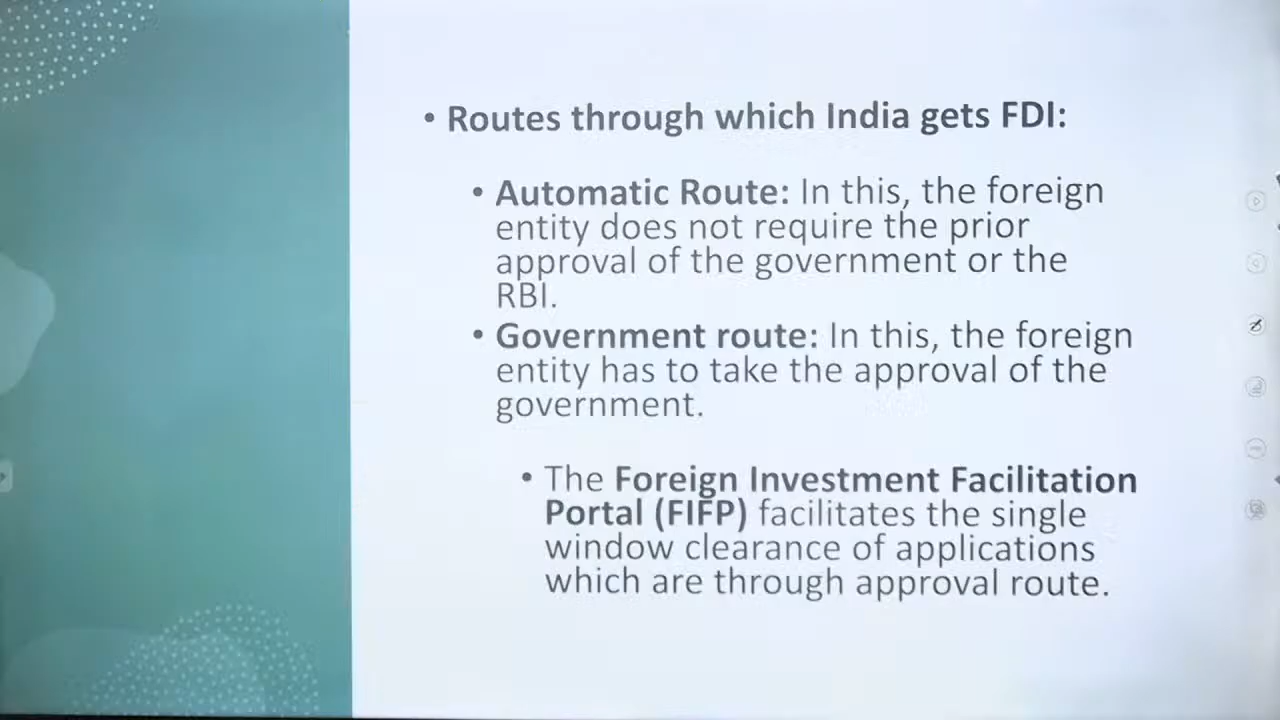 • Routes through which India gets FDI:
• Automatic Route: In this, the foreign
entity does not require the prior
approval of the government or the
RBI.
• Government route: In this, the foreign
entity has to take the approval of the
government.
• The Foreign Investment Facilitation
Portal (FIFP) facilitates the single
window clearance of applications
which are through approval route.